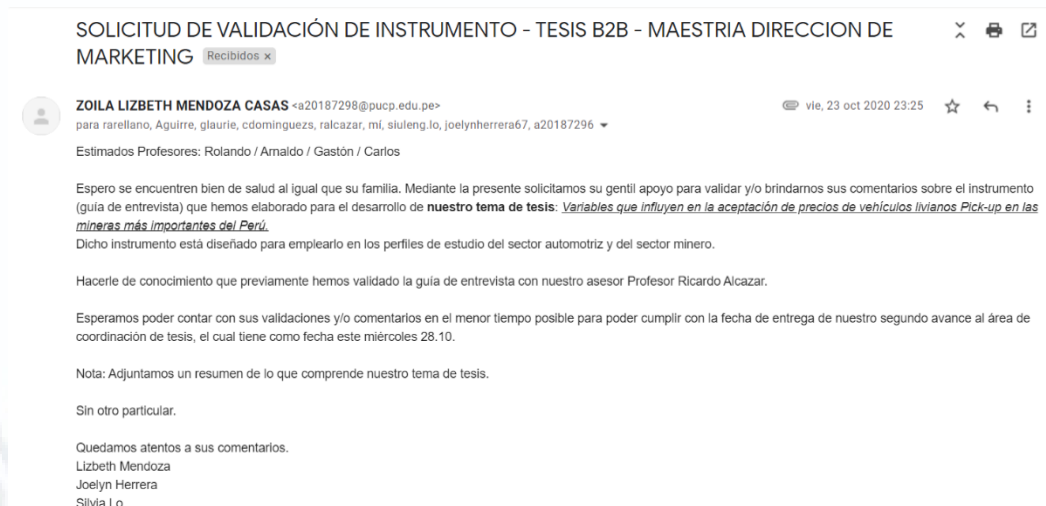 SOLICITUD DE VALIDACIÓN DE INSTRUMENTO - TESIS B2B - MAESTRIA DIRECCION DE
MARKETING Recibidos x
ZOILA LIZBETH MENDOZA CASAS <a20187298@pucp.edu.pe> vie, 23 oct 2020 23:25
para rarellano, Aguirre, glaurie, cdominguezs, ralcazar, mí, siuleng.lo, joelynherrera67, a20187296
Estimados Profesores: Rolando / Arnaldo / Gastón / Carlos
Espero se encuentren bien de salud al igual que su familia. Mediante la presente solicitamos su gentil apoyo para validar y/o brindarnos sus comentarios sobre el instrumento
(guía de entrevista) que hemos elaborado para el desarrollo de nuestro tema de tesis: Variables que influyen en la aceptación de precios de vehículos livianos Pick-up en las
mineras más importantes del Perú.
Dicho instrumento está diseñado para emplearlo en los perfiles de estudio del sector automotriz y del sector minero.
Hacerle de conocimiento que previamente hemos validado la guía de entrevista con nuestro asesor Profesor Ricardo Alcazar.
Esperamos poder contar con sus validaciones y/o comentarios en el menor tiempo posible para poder cumplir con la fecha de entrega de nuestro segundo avance al área de
coordinación de tesis, el cual tiene como fecha este miércoles 28.10.
Nota: Adjuntamos un resumen de lo que comprende nuestro tema de tesis.
Sin otro particular.
Quedamos atentos a sus comentarios.
Lizbeth Mendoza
Joelyn Herrera
Silvia Lo